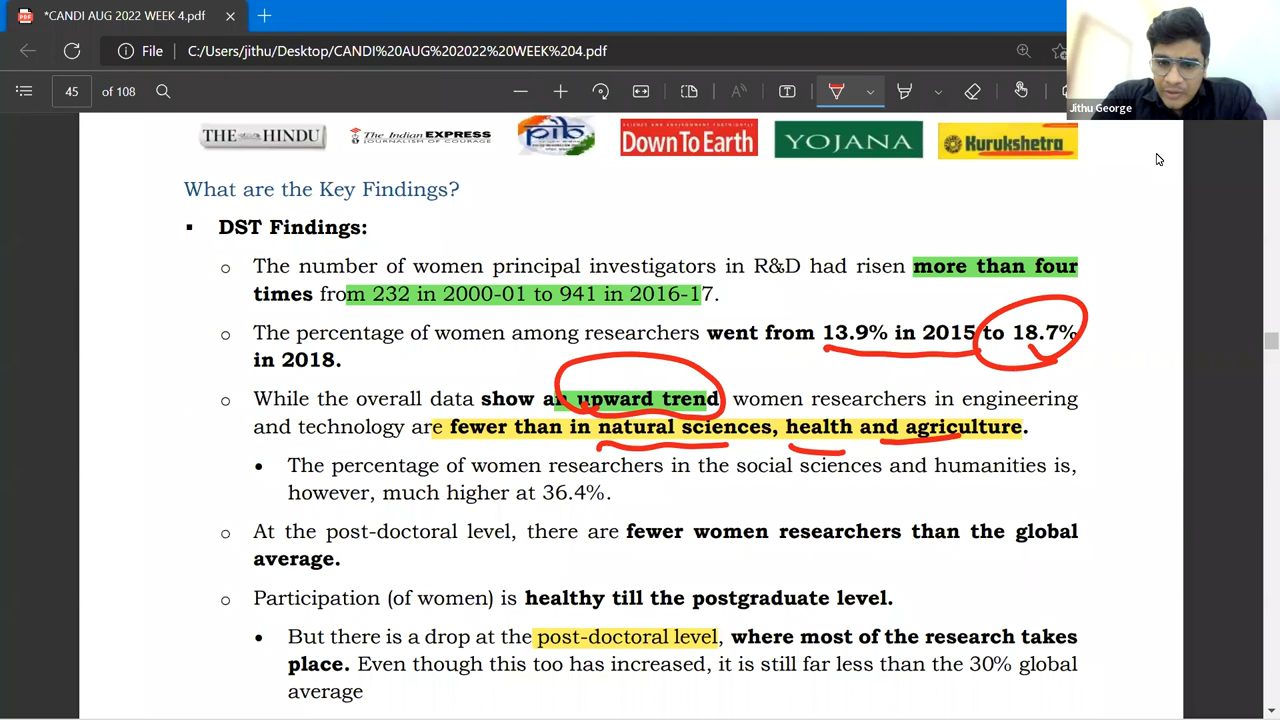 *CANDI AUG 2022 WEEK 4.pdf
File
C:/Users/jithu/Desktop/CANDI%20AUG%202022%20WEEK%204.pdf
45 of 108
Jithu George
THE HINDU
The Indian EXPRESS
JOURNALISM OF COURAGE
pib
Down To Earth
YOJANA
Kurukshetra
What are the Key Findings?
▪ DST Findings:
o The number of women principal investigators in R&D had risen more than four
times from 232 in 2000-01 to 941 in 2016-17.
o The percentage of women among researchers went from 13.9% in 2015 to 18.7%
in 2018.
o While the overall data show an upward trend women researchers in engineering
and technology are fewer than in natural sciences, health and agriculture.
• The percentage of women researchers in the social sciences and humanities is,
however, much higher at 36.4%.
o At the post-doctoral level, there are fewer women researchers than the global
average.
o Participation (of women) is healthy till the postgraduate level.
• But there is a drop at the post-doctoral level, where most of the research takes
place. Even though this too has increased, it is still far less than the 30% global
average